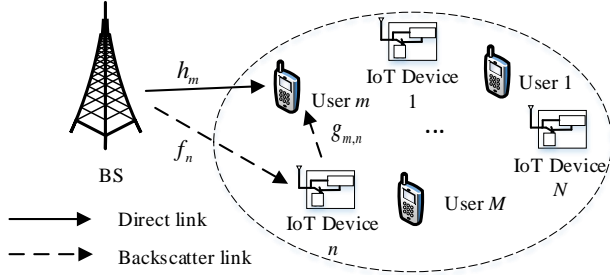 IoT Device
1
User 1
h_m
User m
...
IoT Device
N
g_{m,n}
f_n
BS
IoT Device
n
User M
Direct link
Backscatter link